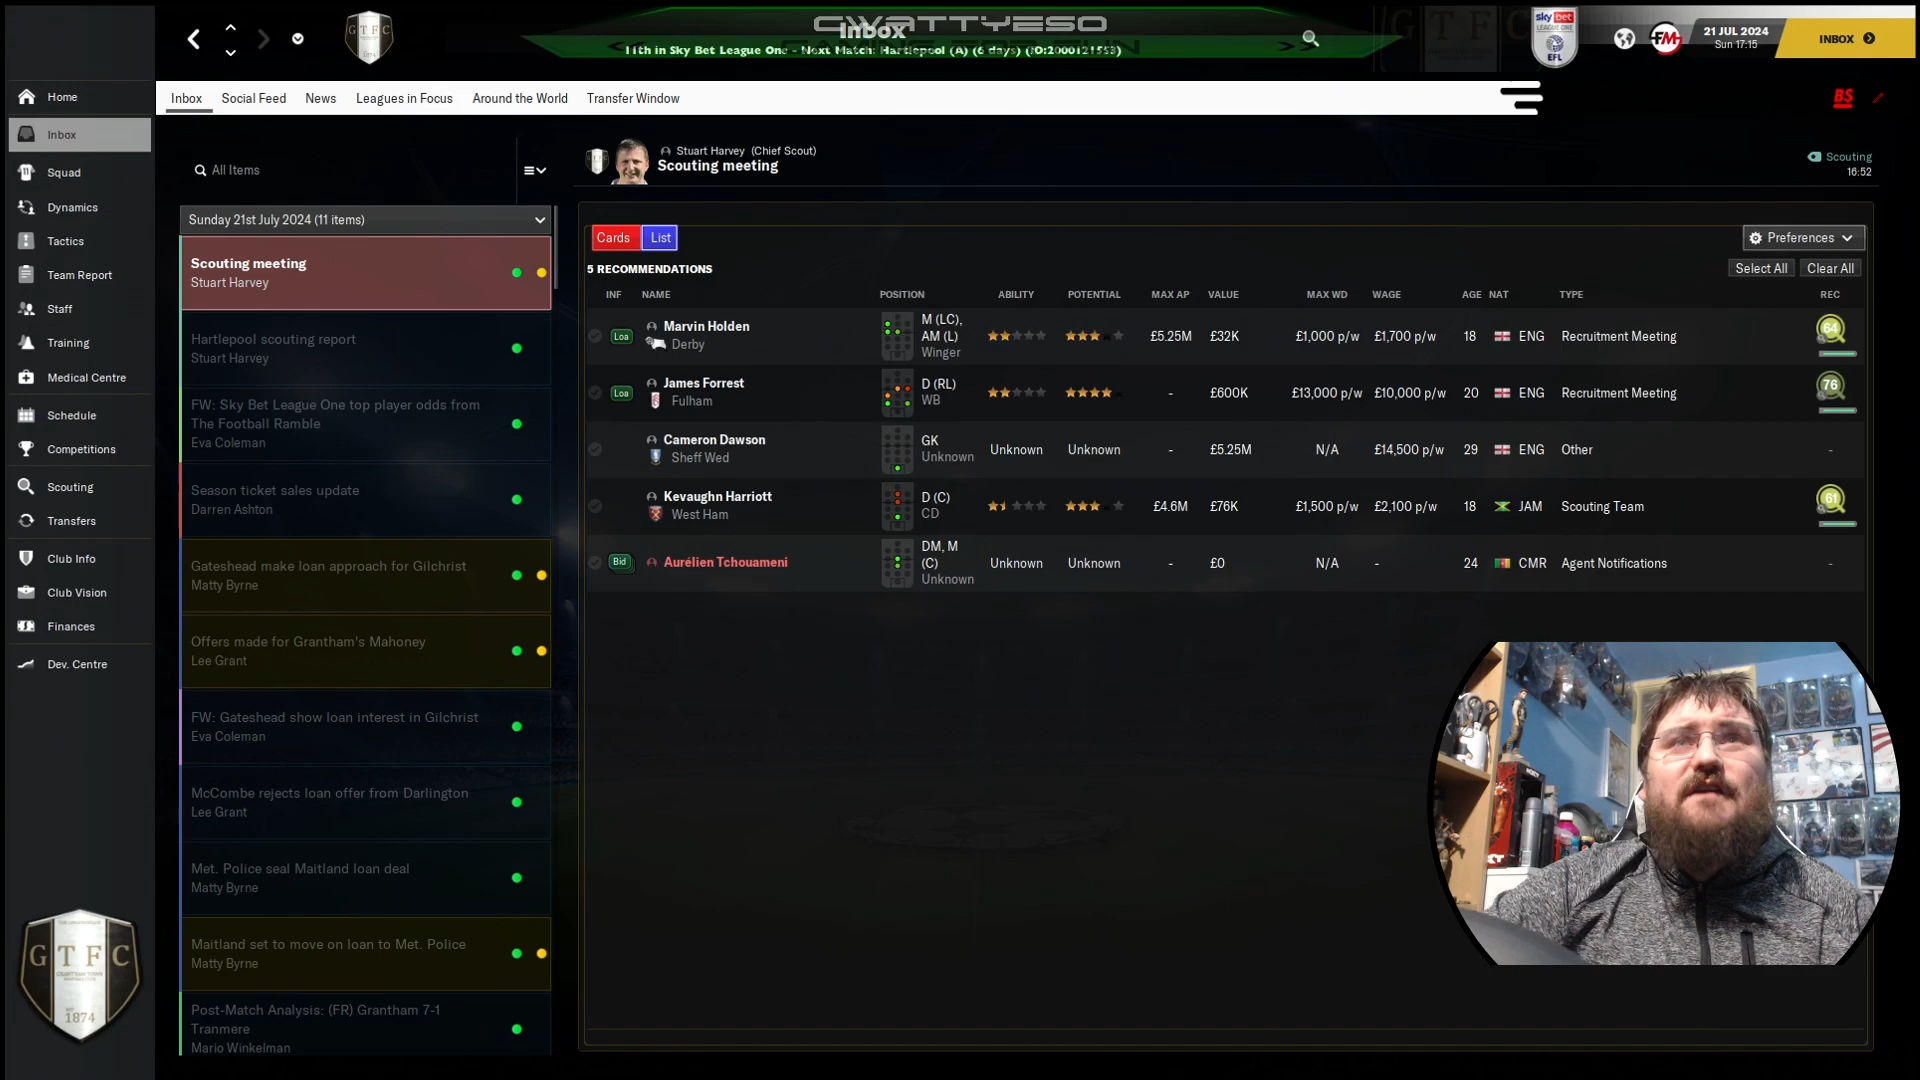 GWATTYESO
Inbox
11th in Sky Bet League One - Next Match: Hartlepool (A) (6 days) (IO:2000121553)
G T F C
1874
sky bet
LEAGUE ONE
EFL
FM
21 JUL 2024
Sun 17:15
INBOX
Home
Inbox
Squad
Dynamics
Tactics
Team Report
Staff
Training
Medical Centre
Schedule
Competitions
Scouting
Transfers
Club Info
Club Vision
Finances
Dev. Centre
G T F C
1874
Inbox Social Feed News Leagues in Focus Around the World Transfer Window
BS
All Items
Sunday 21st July 2024 (11 items)
Scouting meeting
Stuart Harvey
Hartlepool scouting report
Stuart Harvey
FW: Sky Bet League One top player odds from
The Football Ramble
Eva Coleman
Season ticket sales update
Darren Ashton
Gateshead make loan approach for Gilchrist
Matty Byrne
Offers made for Grantham's Mahoney
Lee Grant
FW: Gateshead show loan interest in Gilchrist
Eva Coleman
McCombe rejects loan offer from Darlington
Lee Grant
Met. Police seal Maitland loan deal
Matty Byrne
Maitland set to move on loan to Met. Police
Matty Byrne
Post-Match Analysis: (FR) Grantham 7-1
Tranmere
Mario Winkelman
Stuart Harvey (Chief Scout)
Scouting meeting
Scouting
16:52
Cards List
Preferences
5 RECOMMENDATIONS
Select All Clear All
INF NAME POSITION ABILITY POTENTIAL MAX AP VALUE MAX WD WAGE AGE NAT TYPE REC
Loa Marvin Holden Derby M (LC), AM (L) Winger £5.25M £32K £1,000 p/w £1,700 p/w 18 ENG Recruitment Meeting 64
Loa James Forrest Fulham D (RL) WB - £600K £13,000 p/w £10,000 p/w 20 ENG Recruitment Meeting 76
Cameron Dawson Sheff Wed GK Unknown Unknown Unknown - £5.25M N/A £14,500 p/w 29 ENG Other -
Kevaughn Harriott West Ham D (C) CD £4.6M £76K £1,500 p/w £2,100 p/w 18 JAM Scouting Team 61
Bid Aurélien Tchouameni DM, M (C) Unknown Unknown Unknown - £0 N/A - 24 CMR Agent Notifications -